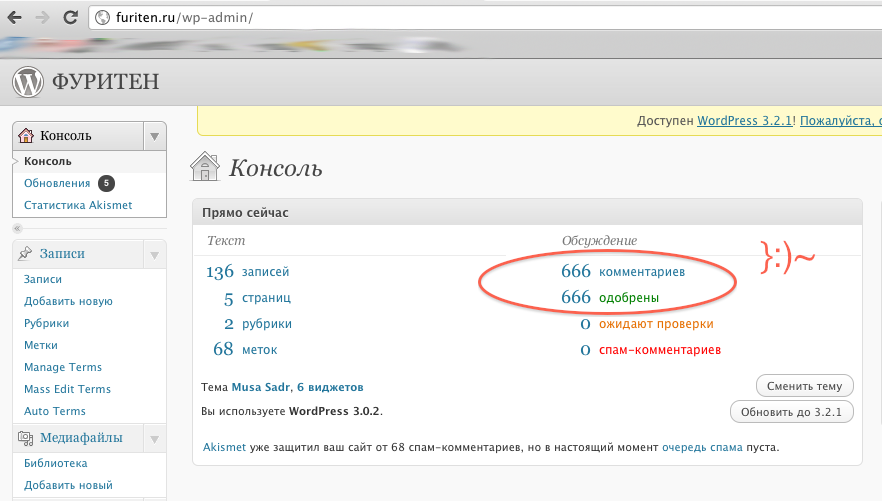 furiten.ru/wp-admin/
ФУРИТЕН
Доступен WordPress 3.2.1! Пожалуйста,
Консоль
Консоль
Обновления 5
Статистика Akismet
Записи
Записи
Добавить новую
Рубрики
Метки
Manage Terms
Mass Edit Terms
Auto Terms
Медиафайлы
Библиотека
Добавить новый
Консоль
Прямо сейчас
Текст Обсуждение
136 записей 666 комментариев
5 страниц 666 одобрены
2 рубрики 0 ожидают проверки
68 меток 0 спам-комментариев
}:)~
Тема Musa Sadr, 6 виджетов Сменить тему
Вы используете WordPress 3.0.2. Обновить до 3.2.1
Akismet уже защитил ваш сайт от 68 спам-комментариев, но в настоящий момент очередь спама пуста.